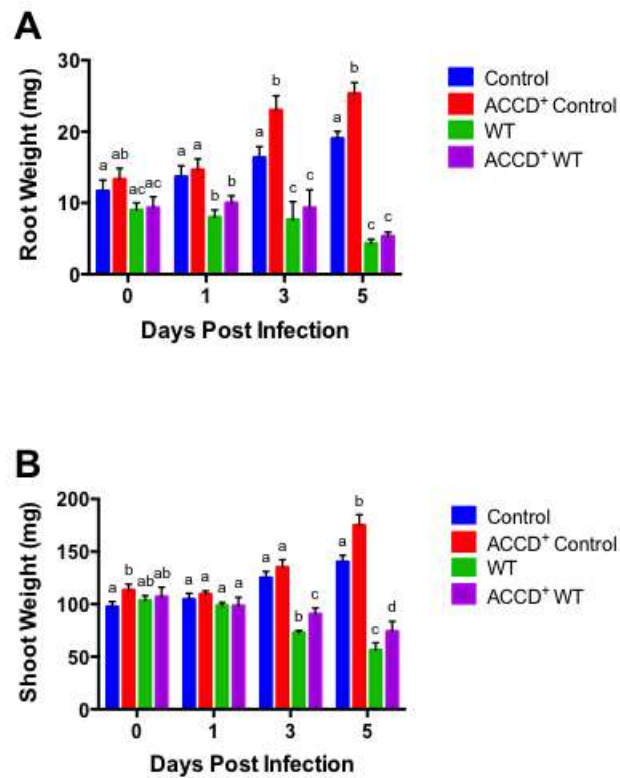 A
Root Weight (mg)
30
20
10
0
a ab ac ac
a a b b
a b c c
a b c c
0 1 3 5
Days Post Infection
Control
ACCD⁺ Control
WT
ACCD⁺ WT
B
Shoot Weight (mg)
200
150
100
50
0
a b ab ab
a a a a
a a b c
a b c d
0 1 3 5
Days Post Infection
Control
ACCD⁺ Control
WT
ACCD⁺ WT